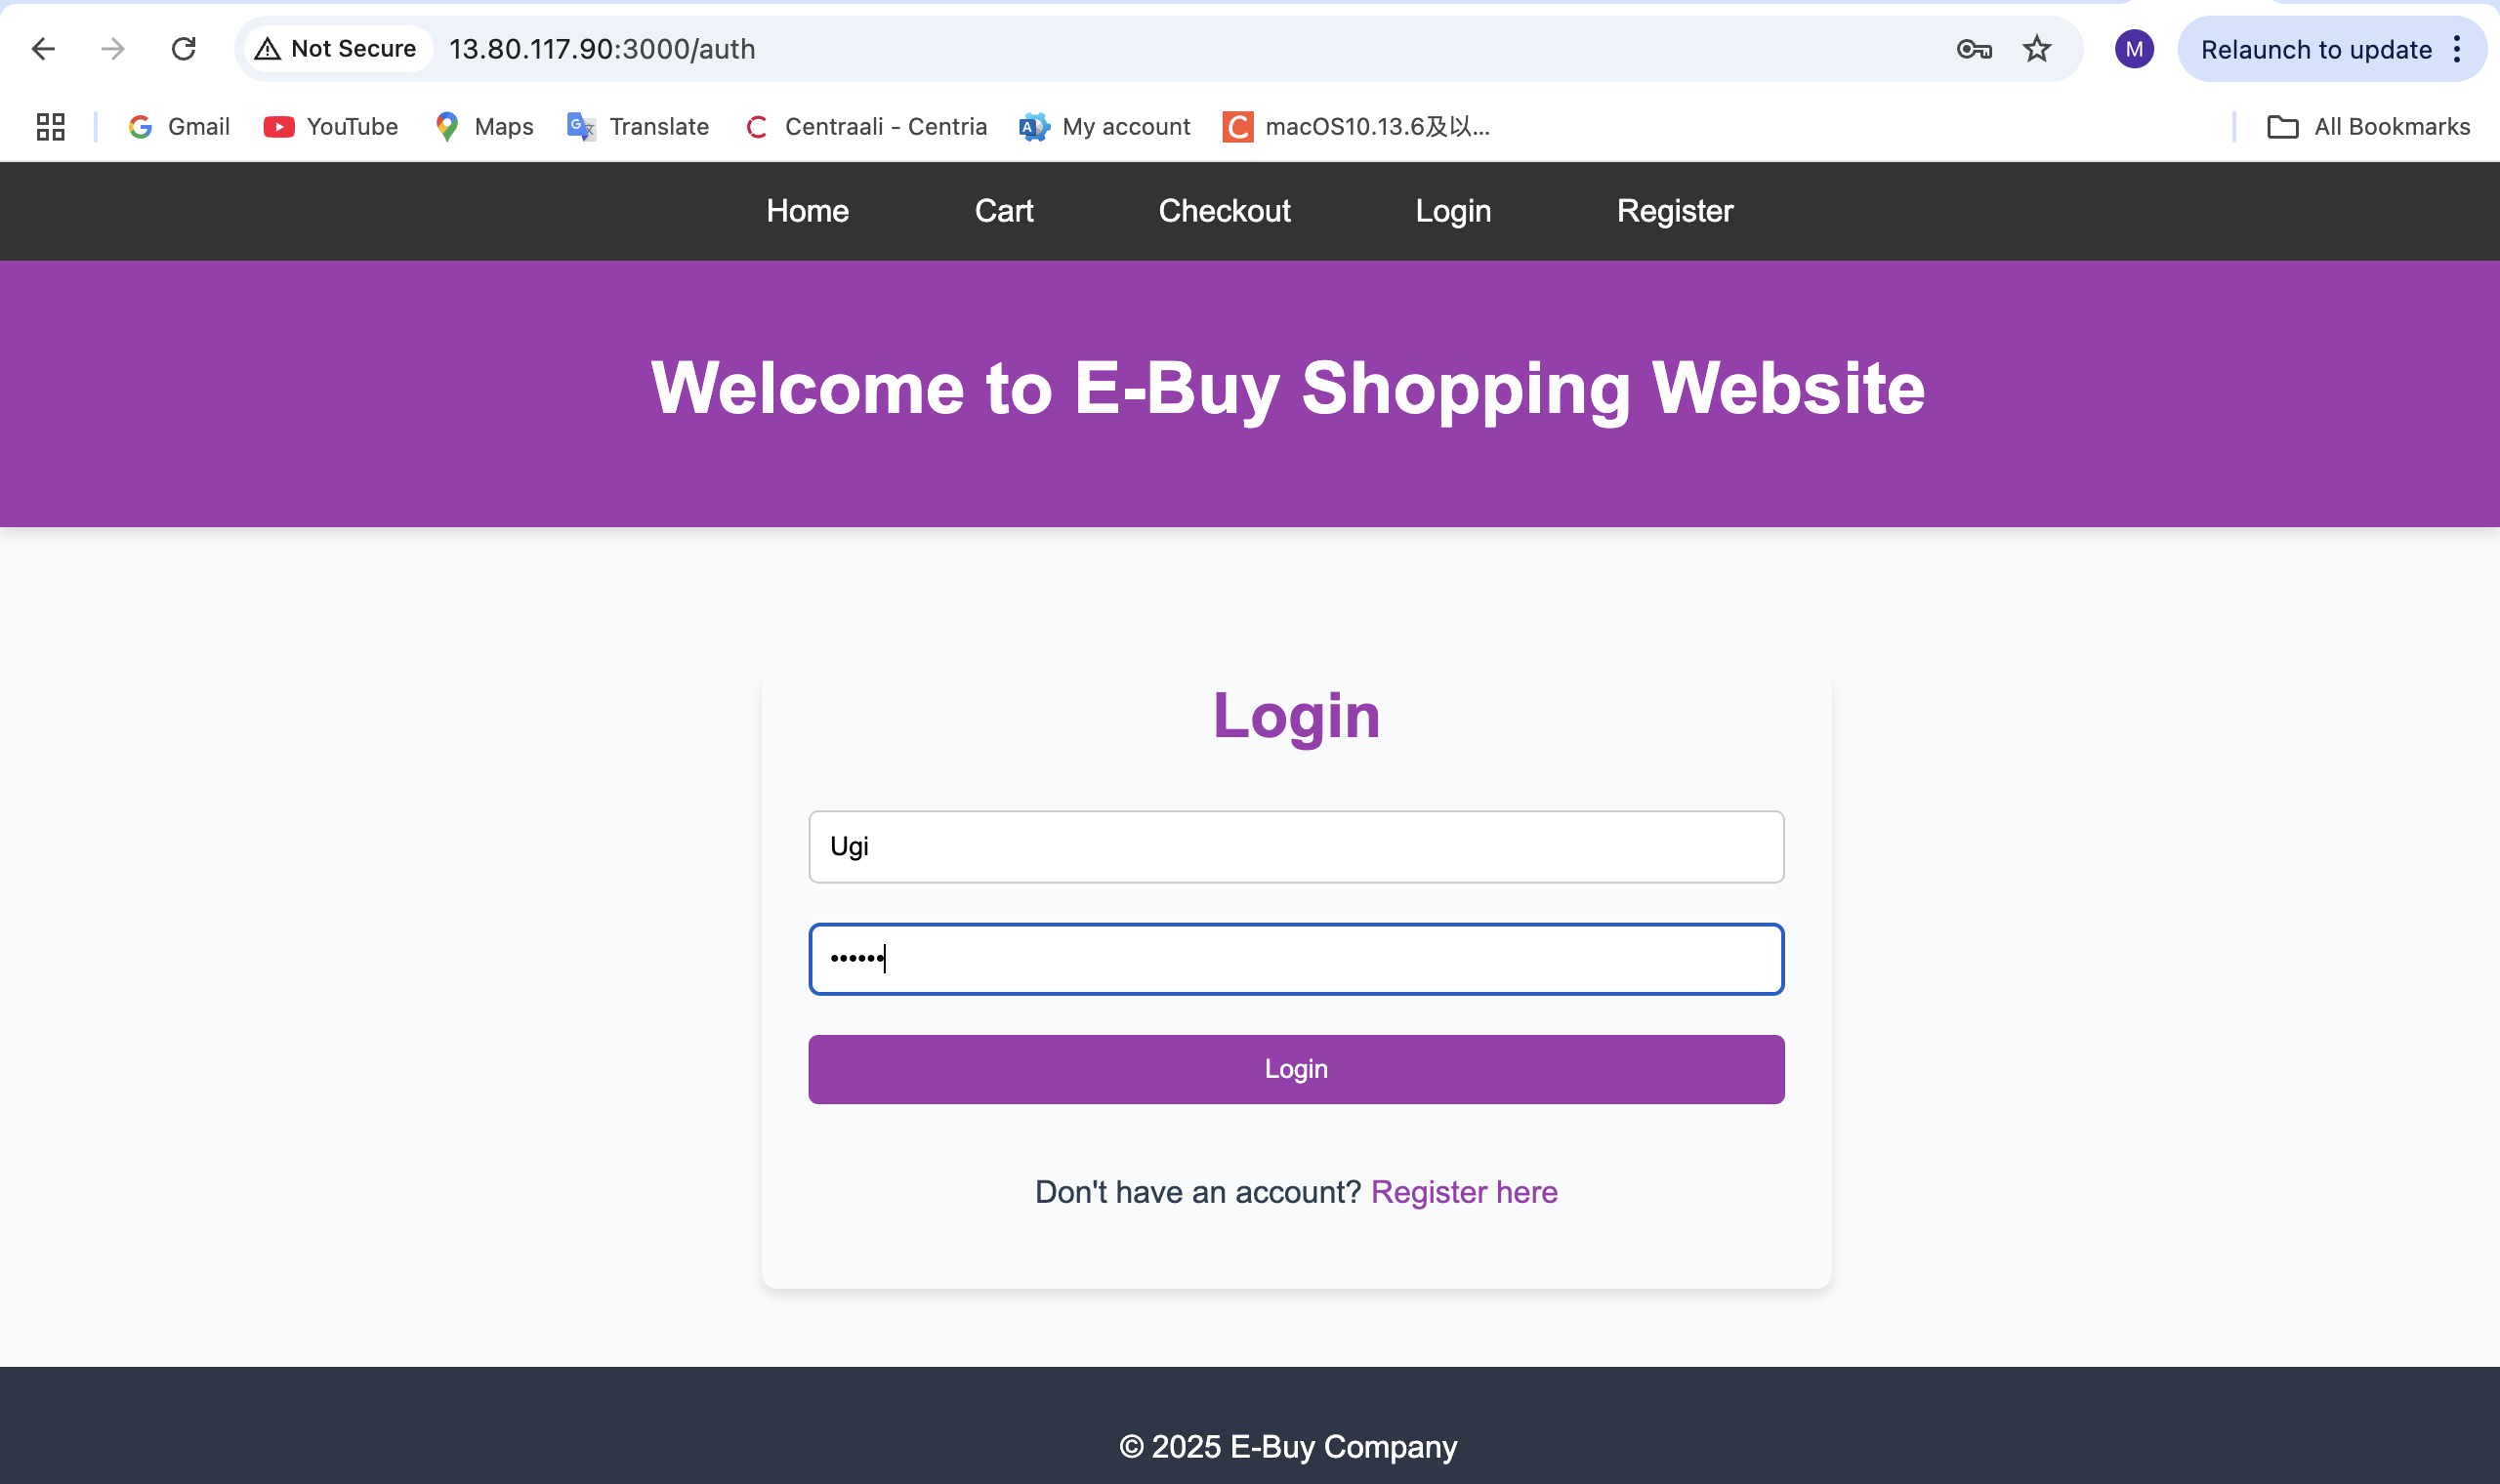 Not Secure 13.80.117.90:3000/auth M Relaunch to update
Gmail YouTube Maps Translate Centraali - Centria My account macOS10.13.6及以... All Bookmarks
Home Cart Checkout Login Register
Welcome to E-Buy Shopping Website
Login
Ugi
••••••
Login
Don't have an account? Register here
© 2025 E-Buy Company